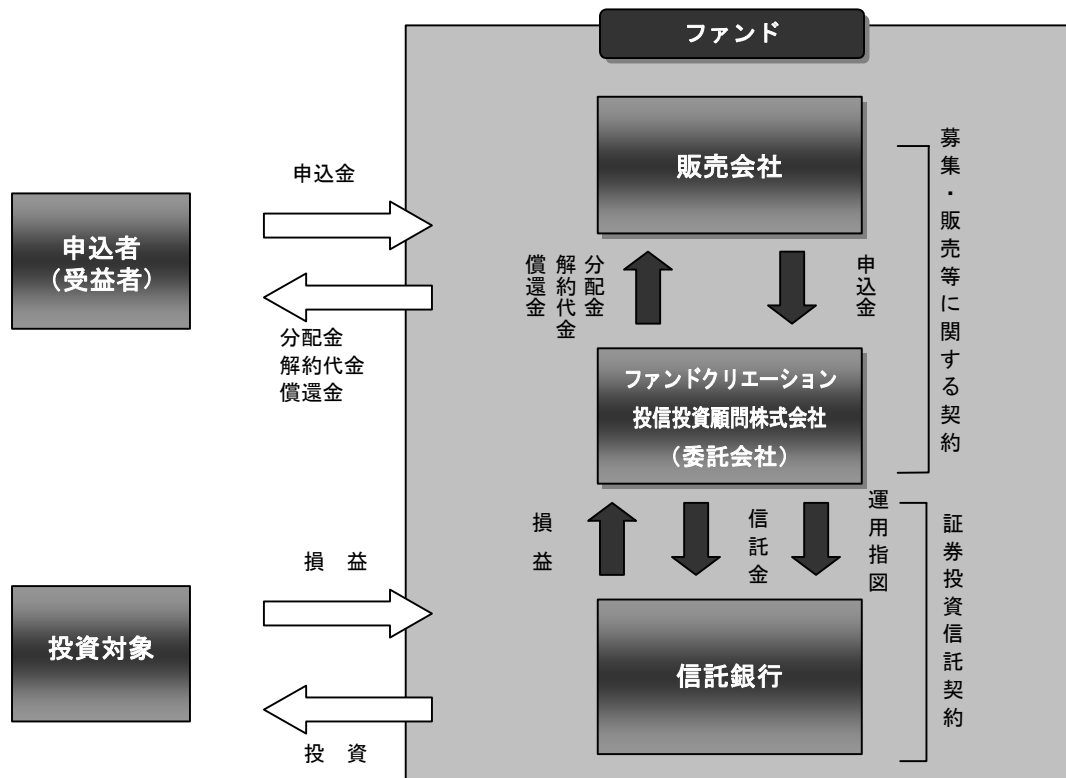 ファンド
販売会社
申込金
申込者
（受益者）
分配金
解約代金
償還金
分配金
解約代金
償還金
申込金
募集・販売等に関する契約
ファンドクリエーション
投信投資顧問株式会社
（委託会社）
損益
信託金
運用指図
証券投資信託契約
損　益
投資対象
投　資
信託銀行